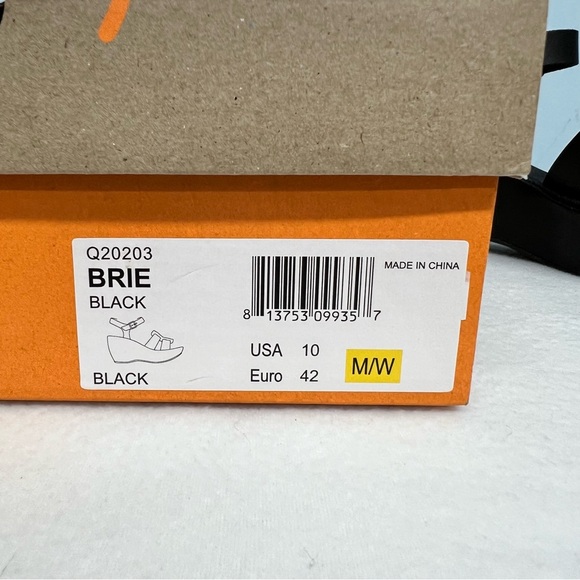 Q20203
BRIE
BLACK
BLACK
8 13753 09935 7
MADE IN CHINA
USA 10
Euro 42
M/W